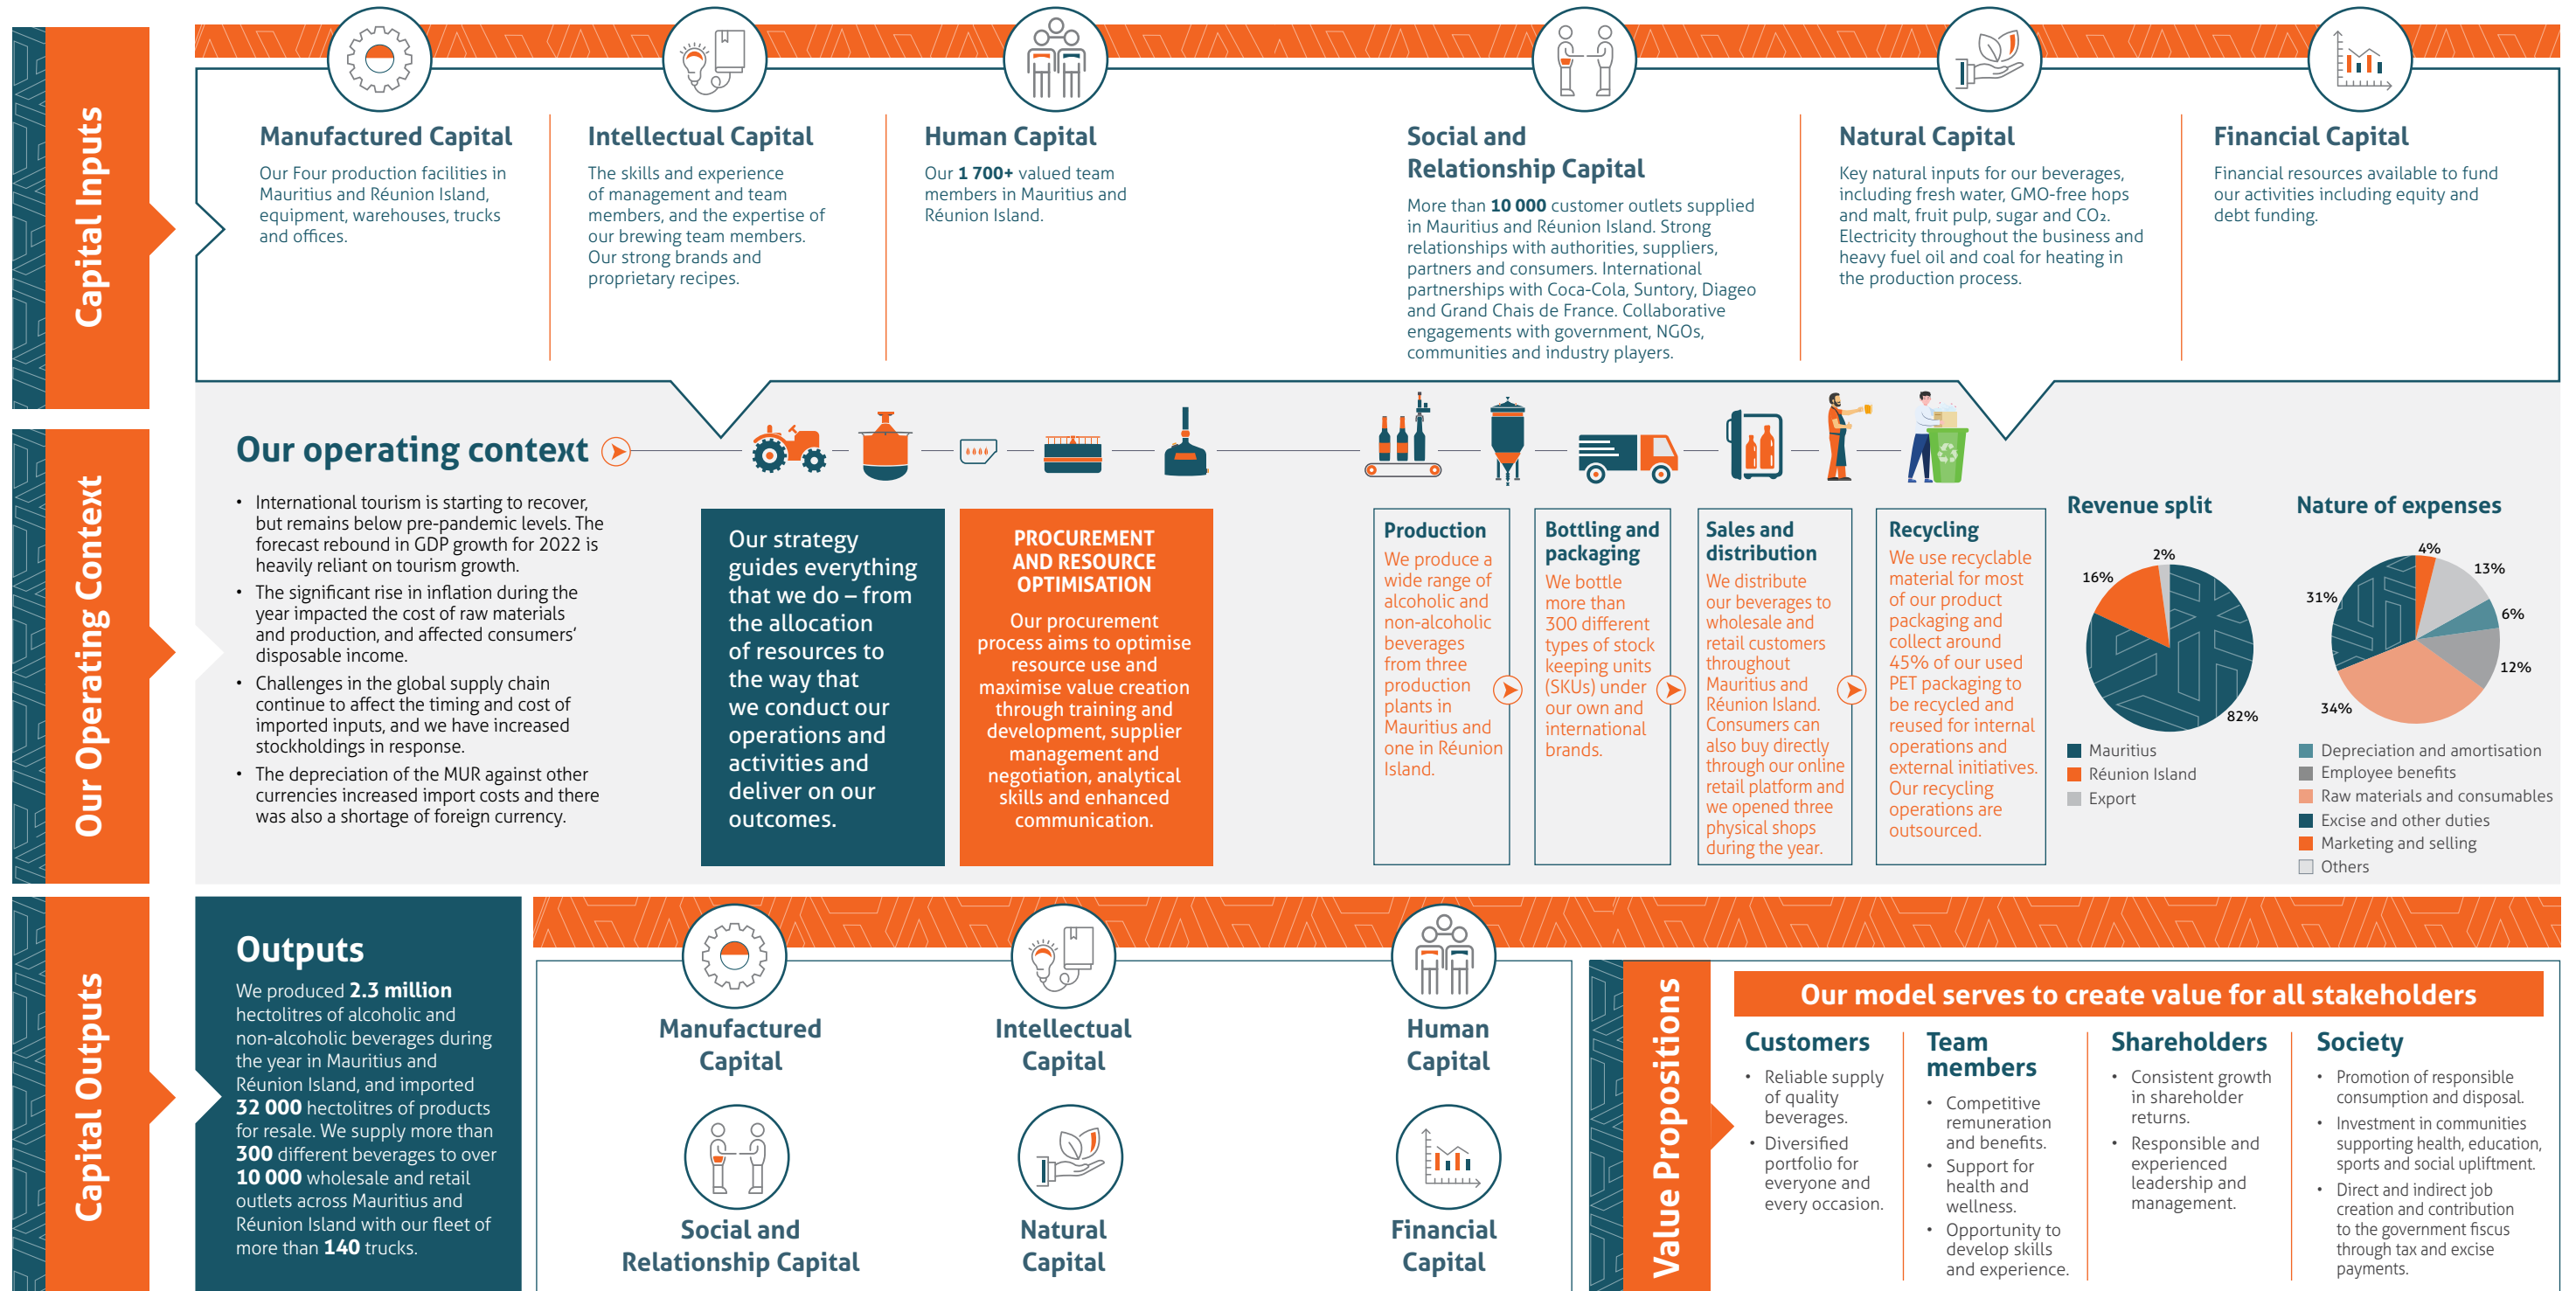 Capital Inputs
Manufactured Capital
Our Four production facilities in
Mauritius and Réunion Island,
equipment, warehouses, trucks
and offices.
Intellectual Capital
The skills and experience
of management and team
members, and the expertise of
our brewing team members.
Our strong brands and
proprietary recipes.
Human Capital
Our 1 700+ valued team
members in Mauritius and
Réunion Island.
Social and
Relationship Capital
More than 10 000 customer outlets supplied
in Mauritius and Réunion Island. Strong
relationships with authorities, suppliers,
partners and consumers. International
partnerships with Coca-Cola, Suntory, Diageo
and Grand Chais de France. Collaborative
engagements with government, NGOs,
communities and industry players.
Natural Capital
Key natural inputs for our beverages,
including fresh water, GMO-free hops
and malt, fruit pulp, sugar and CO₂.
Electricity throughout the business and
heavy fuel oil and coal for heating in
the production process.
Financial Capital
Financial resources available to fund
our activities including equity and
debt funding.
Our Operating Context
Our operating context
• International tourism is starting to recover,
but remains below pre-pandemic levels. The
forecast rebound in GDP growth for 2022 is
heavily reliant on tourism growth.
• The significant rise in inflation during the
year impacted the cost of raw materials
and production, and affected consumers'
disposable income.
• Challenges in the global supply chain
continue to affect the timing and cost of
imported inputs, and we have increased
stockholdings in response.
• The depreciation of the MUR against other
currencies increased import costs and there
was also a shortage of foreign currency.
Our strategy
guides everything
that we do – from
the allocation
of resources to
the way that
we conduct our
operations and
activities and
deliver on our
outcomes.
PROCUREMENT
AND RESOURCE
OPTIMISATION
Our procurement
process aims to optimise
resource use and
maximise value creation
through training and
development, supplier
management and
negotiation, analytical
skills and enhanced
communication.
Production
We produce a
wide range of
alcoholic and
non-alcoholic
beverages
from three
production
plants in
Mauritius and
one in Réunion
Island.
Bottling and
packaging
We bottle
more than
300 different
types of stock
keeping units
(SKUs) under
our own and
international
brands.
Sales and
distribution
We distribute
our beverages to
wholesale and
retail customers
throughout
Mauritius and
Réunion Island.
Consumers can
also buy directly
through our online
retail platform and
we opened three
physical shops
during the year.
Recycling
We use recyclable
material for most
of our product
packaging and
collect around
45% of our used
PET packaging to
be recycled and
reused for internal
operations and
external initiatives.
Our recycling
operations are
outsourced.
Revenue split
2%
16%
82%
Mauritius
Réunion Island
Export
Nature of expenses
4%
13%
31%
6%
12%
34%
Depreciation and amortisation
Employee benefits
Raw materials and consumables
Excise and other duties
Marketing and selling
Others
Capital Outputs
Outputs
We produced 2.3 million
hectolitres of alcoholic and
non-alcoholic beverages during
the year in Mauritius and
Réunion Island, and imported
32 000 hectolitres of products
for resale. We supply more than
300 different beverages to over
10 000 wholesale and retail
outlets across Mauritius and
Réunion Island with our fleet of
more than 140 trucks.
Manufactured
Capital
Intellectual
Capital
Human
Capital
Social and
Relationship Capital
Natural
Capital
Financial
Capital
Value Propositions
Our model serves to create value for all stakeholders
Customers
• Reliable supply
of quality
beverages.
• Diversified
portfolio for
everyone and
every occasion.
Team
members
• Competitive
remuneration
and benefits.
• Support for
health and
wellness.
• Opportunity to
develop skills
and experience.
Shareholders
• Consistent growth
in shareholder
returns.
• Responsible and
experienced
leadership and
management.
Society
• Promotion of responsible
consumption and disposal.
• Investment in communities
supporting health, education,
sports and social upliftment.
• Direct and indirect job
creation and contribution
to the government fiscus
through tax and excise
payments.